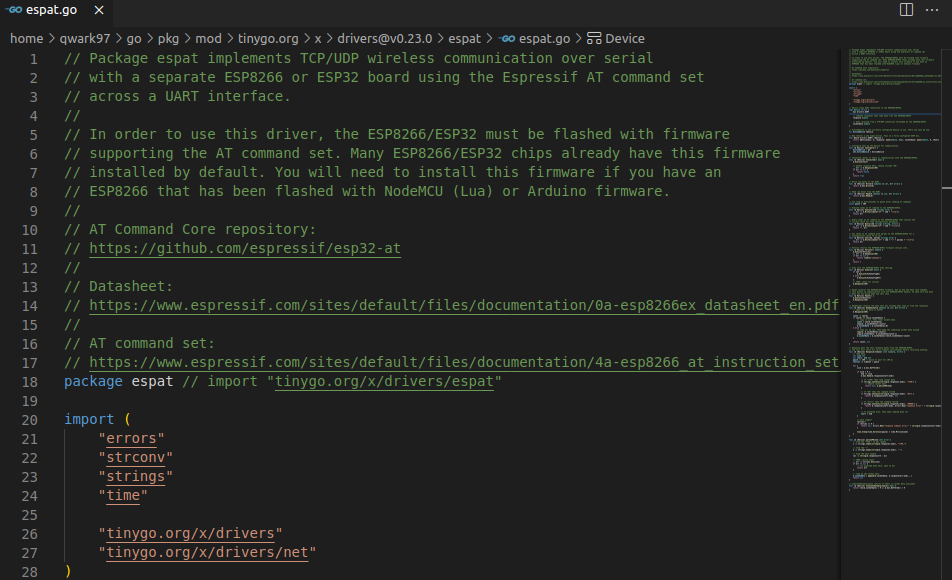 espat.go
home > qwark97 > go > pkg > mod > tinygo.org > x > drivers@v0.23.0 > espat > espat.go > Device
1 // Package espat implements TCP/UDP wireless communication over serial
2 // with a separate ESP8266 or ESP32 board using the Espressif AT command set
3 // across a UART interface.
4 //
5 // In order to use this driver, the ESP8266/ESP32 must be flashed with firmware
6 // supporting the AT command set. Many ESP8266/ESP32 chips already have this firmware
7 // installed by default. You will need to install this firmware if you have an
8 // ESP8266 that has been flashed with NodeMCU (Lua) or Arduino firmware.
9 //
10 // AT Command Core repository:
11 // https://github.com/espressif/esp32-at
12 //
13 // Datasheet:
14 // https://www.espressif.com/sites/default/files/documentation/0a-esp8266ex_datasheet_en.pdf
15 //
16 // AT command set:
17 // https://www.espressif.com/sites/default/files/documentation/4a-esp8266_at_instruction_set
18 package espat // import "tinygo.org/x/drivers/espat"
19
20 import (
21 "errors"
22 "strconv"
23 "strings"
24 "time"
25
26 "tinygo.org/x/drivers"
27 "tinygo.org/x/drivers/net"
28 )